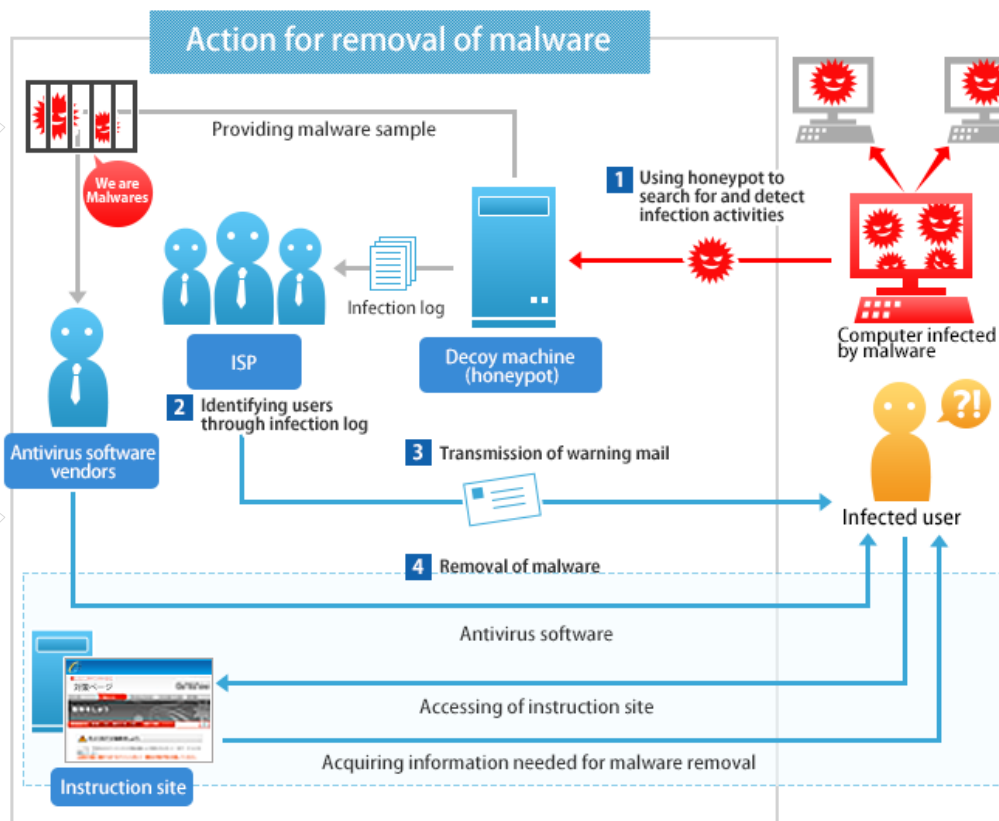 Action for removal of malware
Providing malware sample
We are
Malwares
1 Using honeypot to
search for and detect
infection activities
Infection log
ISP
Decoy machine
(honeypot)
Computer infected
by malware
?!
2 Identifying users
through infection log
Antivirus software
vendors
3 Transmission of warning mail
Infected user
4 Removal of malware
Antivirus software
対策ページ
Accessing of instruction site
Acquiring information needed for malware removal
Instruction site